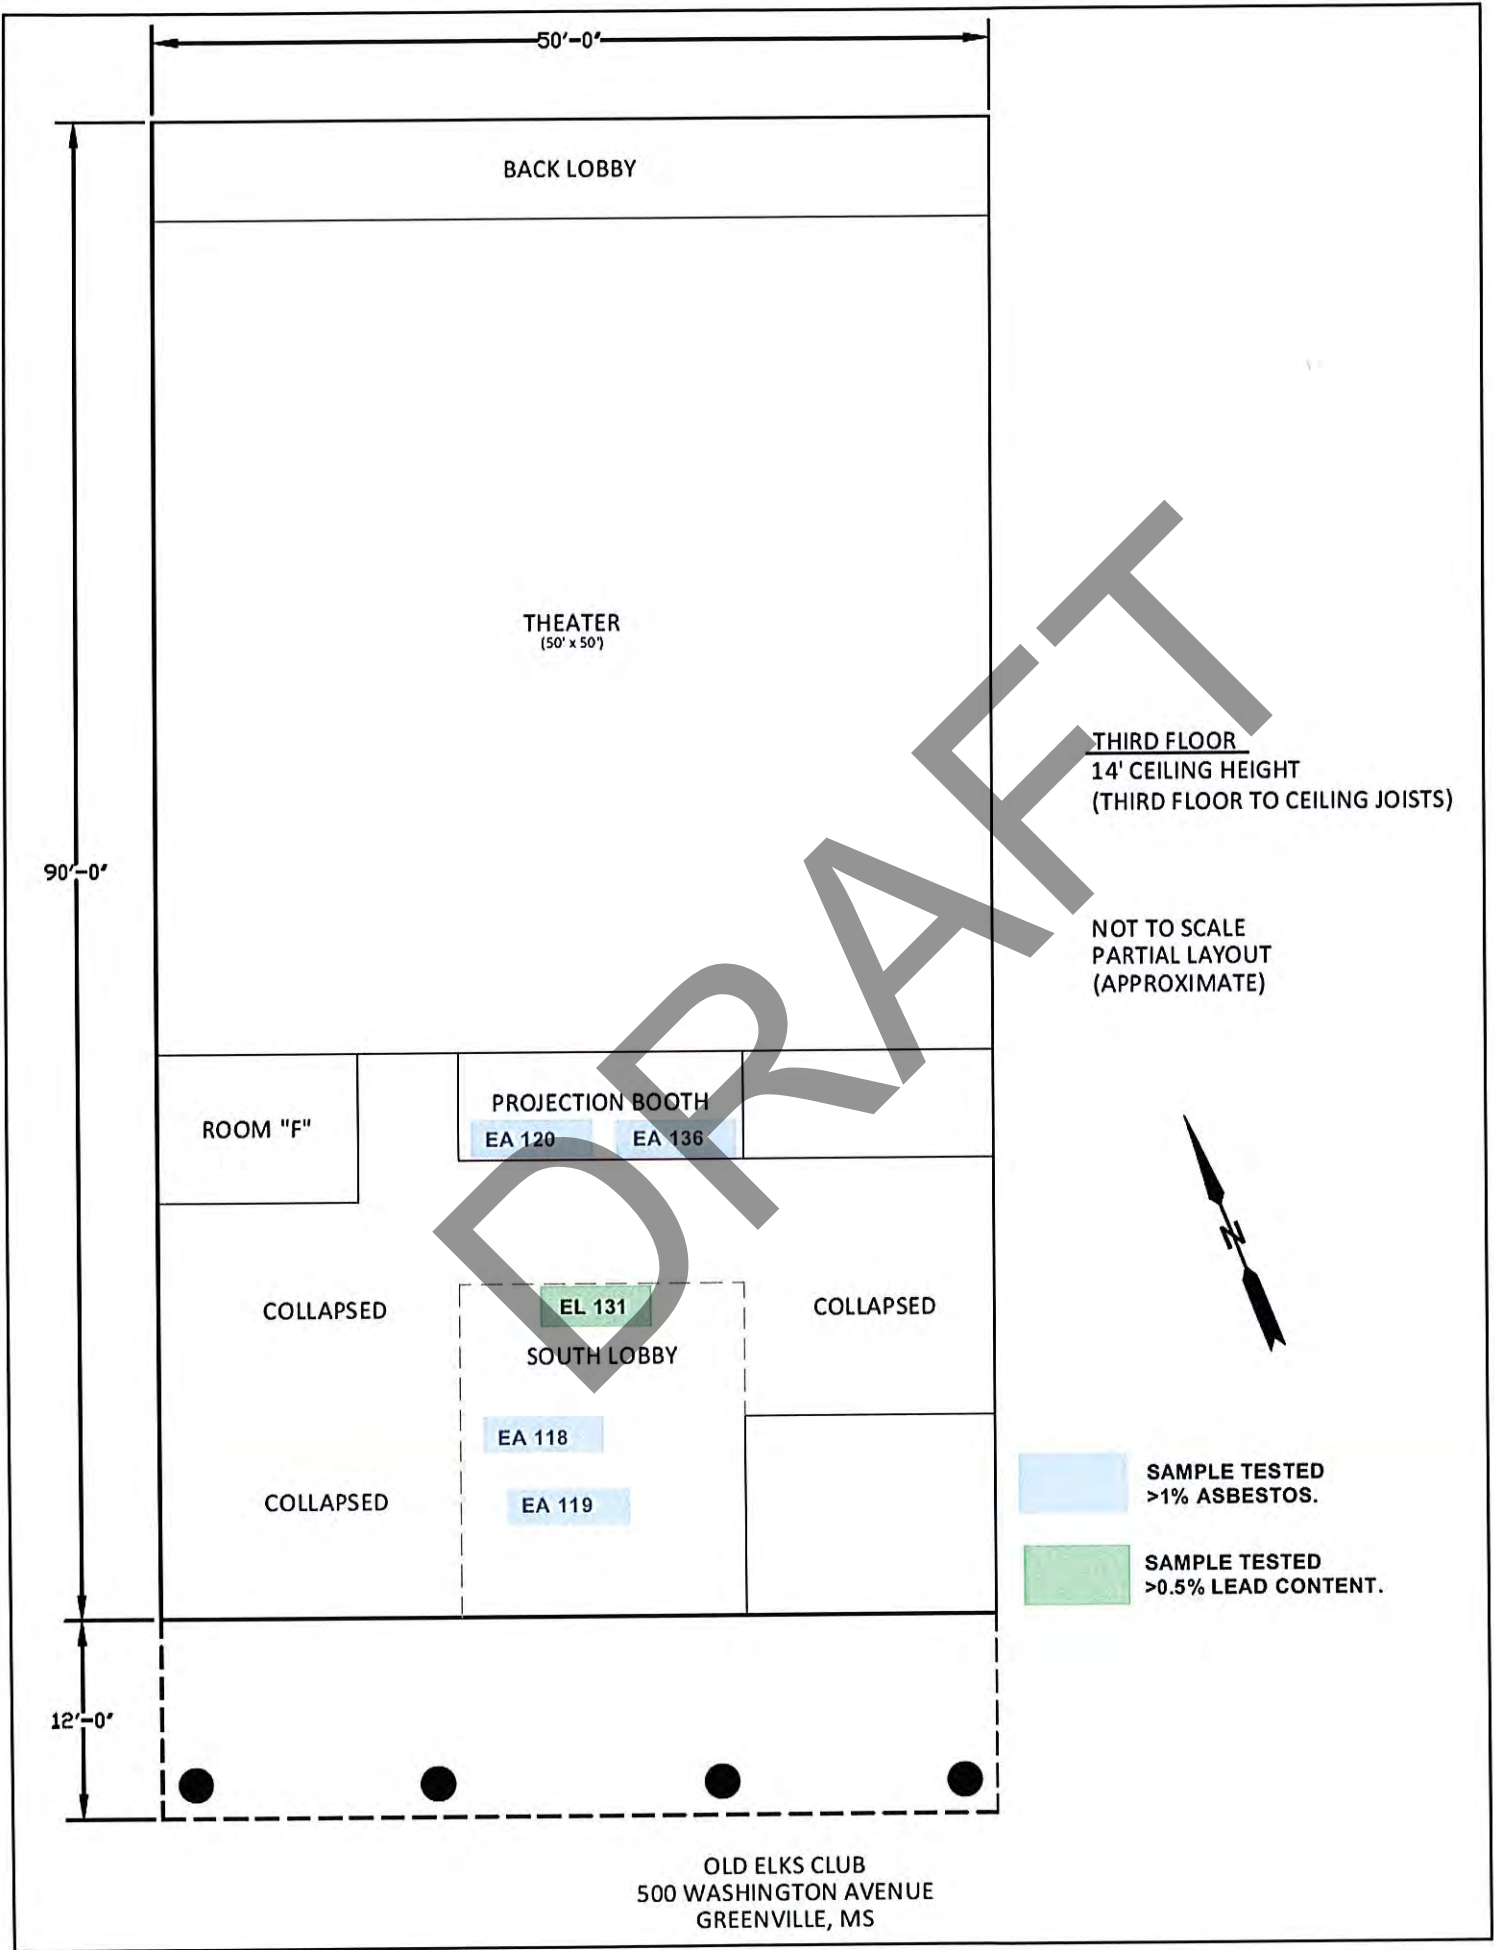 50'-0"
BACK LOBBY
THEATER
(50' x 50')
THIRD FLOOR
14' CEILING HEIGHT
(THIRD FLOOR TO CEILING JOISTS)
90'-0"
NOT TO SCALE
PARTIAL LAYOUT
(APPROXIMATE)
DRAFT
ROOM "F"
PROJECTION BOOTH
EA 120
EA 136
N
COLLAPSED
EL 131
COLLAPSED
SOUTH LOBBY
EA 118
COLLAPSED
EA 119
SAMPLE TESTED
>1% ASBESTOS.
SAMPLE TESTED
>0.5% LEAD CONTENT.
12'-0"
OLD ELKS CLUB
500 WASHINGTON AVENUE
GREENVILLE, MS